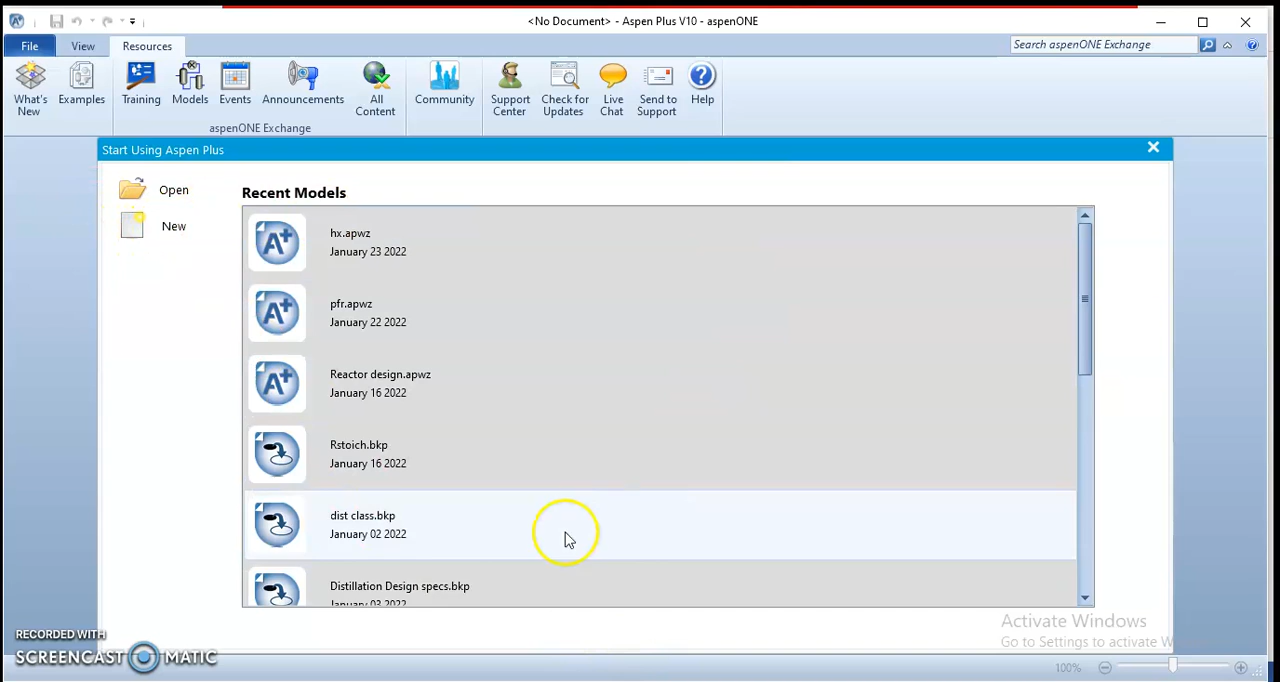 <No Document> - Aspen Plus V10 - aspenONE
File View Resources
Search aspenONE Exchange
What's New
Examples
Training
Models
Events
Announcements
All Content
Community
Support Center
Check for Updates
Live Chat
Send to Support
Help
aspenONE Exchange
Start Using Aspen Plus
Open
New
Recent Models
hx.apwz
January 23 2022
pfr.apwz
January 22 2022
Reactor design.apwz
January 16 2022
Rstoich.bkp
January 16 2022
dist class.bkp
January 02 2022
Distillation Design specs.bkp
January 03 2022
Activate Windows
Go to Settings to activate W
RECORDED WITH
SCREENCAST MATIC
100%